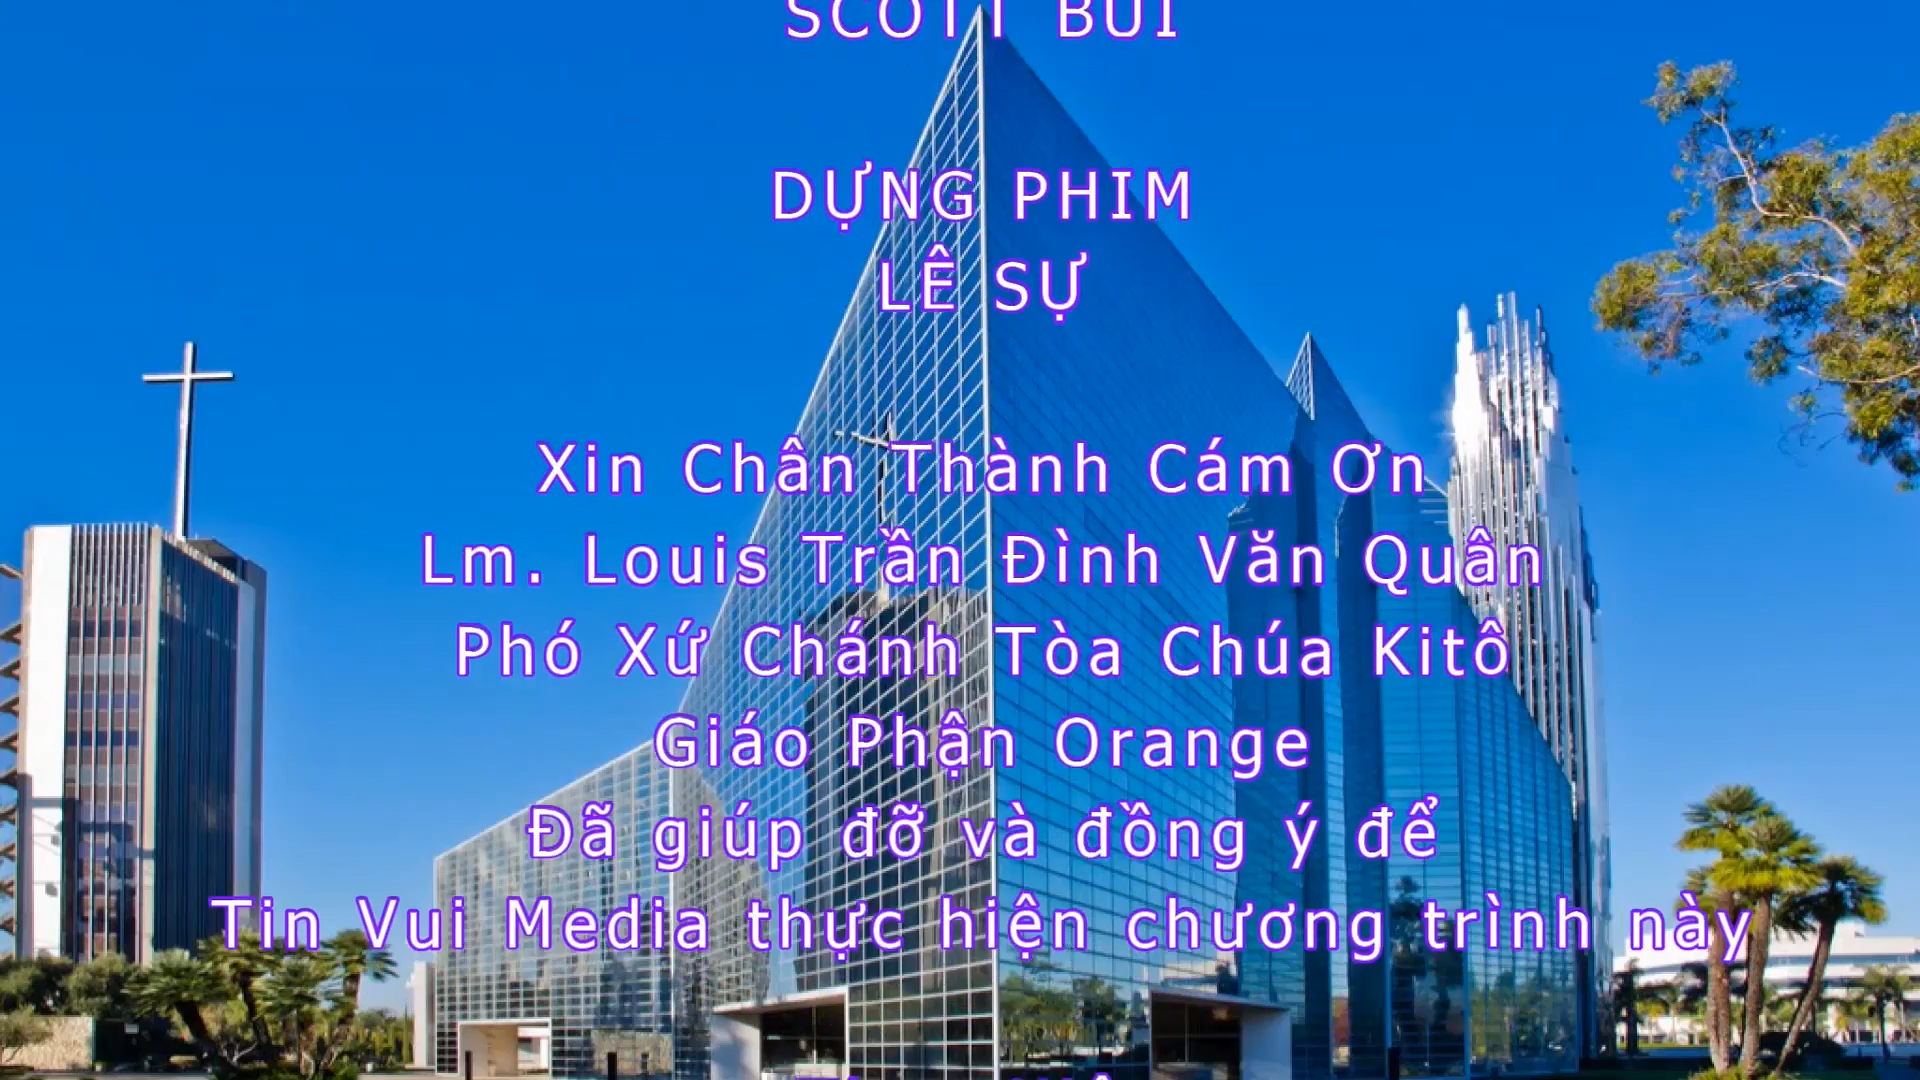 SCOTT BUI
DỰNG PHIM
LÊ SỰ
Xin Chân Thành Cám Ơn
Lm. Louis Trần Đình Văn Quân
Phó Xứ Chánh Tòa Chúa Kitô
Giáo Phận Orange
Đã giúp đỡ và đồng ý để
Tin Vui Media thực hiện chương trình này